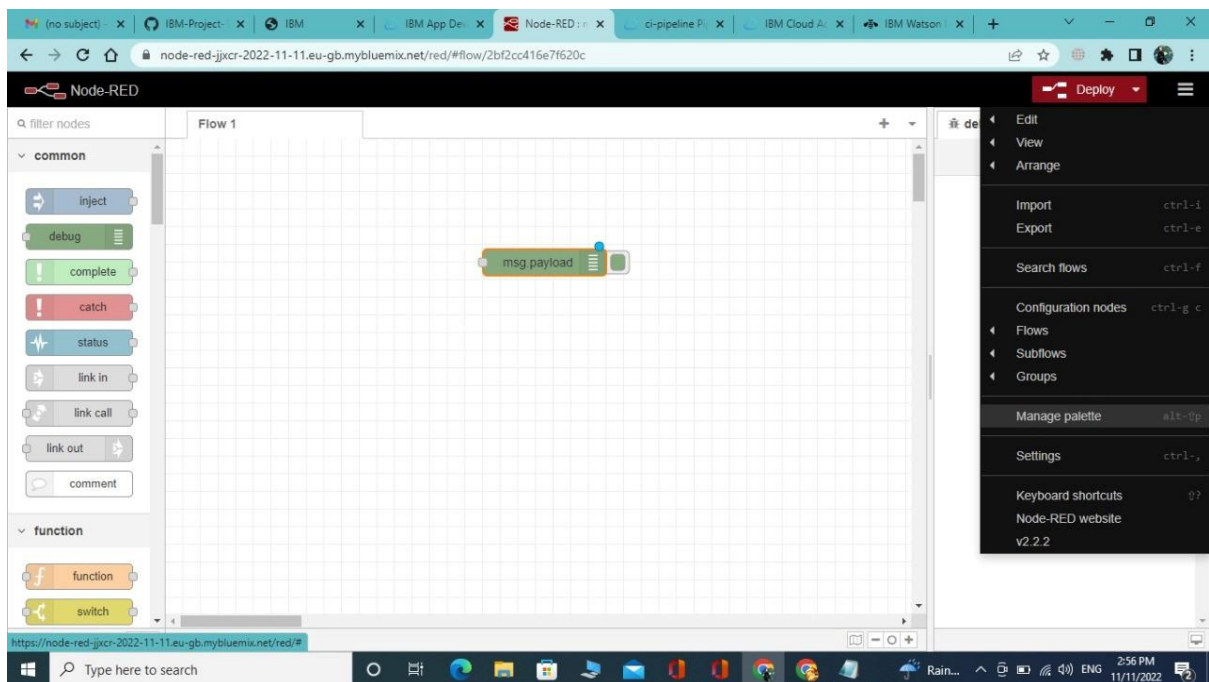 (no subject) -
IBM-Project-
IBM
IBM App Dev
Node-RED : n
ci-pipeline Pi
IBM Cloud A
IBM Watson
node-red-jjxcr-2022-11-11.eu-gb.mybluemix.net/red/#flow/2bf2cc416e7f620c
Node-RED
Deploy
filter nodes
Flow 1
de
common
inject
debug
complete
catch
status
link in
link call
link out
comment
function
function
switch
msg.payload
Edit
View
Arrange
Import ctrl-i
Export ctrl-e
Search flows ctrl-f
Configuration nodes ctrl-g c
Flows
Subflows
Groups
Manage palette alt-⇧p
Settings ctrl-,
Keyboard shortcuts ⇧?
Node-RED website
v2.2.2
https://node-red-jjxcr-2022-11-11.eu-gb.mybluemix.net/red/#
Type here to search
Rain...
ENG
2:56 PM
11/11/2022
2